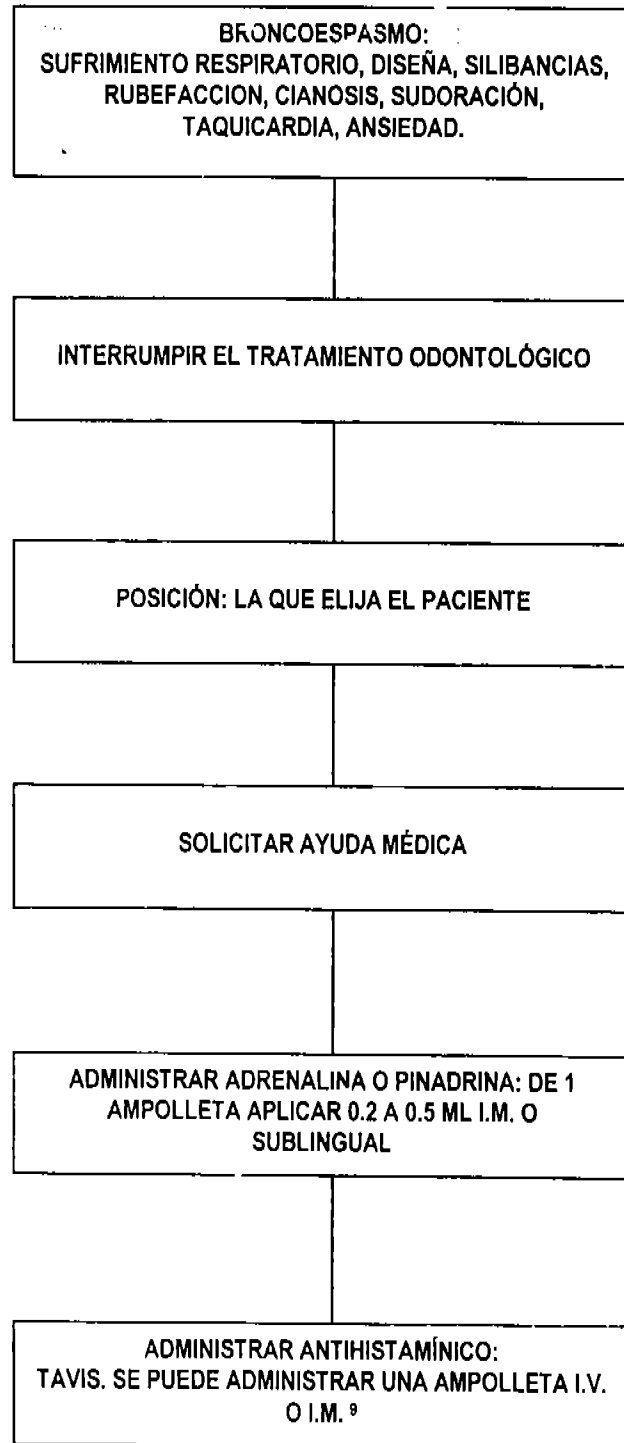 BRONCOESPASMO:
SUFRIMIENTO RESPIRATORIO, DISEÑA, SILIBANCIAS,
RUBEFACCION, CIANOSIS, SUDORACIÓN,
TAQUICARDIA, ANSIEDAD.
INTERRUMPIR EL TRATAMIENTO ODONTOLÓGICO
POSICIÓN: LA QUE ELIJA EL PACIENTE
SOLICITAR AYUDA MÉDICA
ADMINISTRAR ADRENALINA O PINADRINA: DE 1
AMPOLLETA APLICAR 0.2 A 0.5 ML I.M. O
SUBLINGUAL
ADMINISTRAR ANTIHISTAMÍNICO:
TAVIS. SE PUEDE ADMINISTRAR UNA AMPOLLETA I.V.
O I.M. ⁹